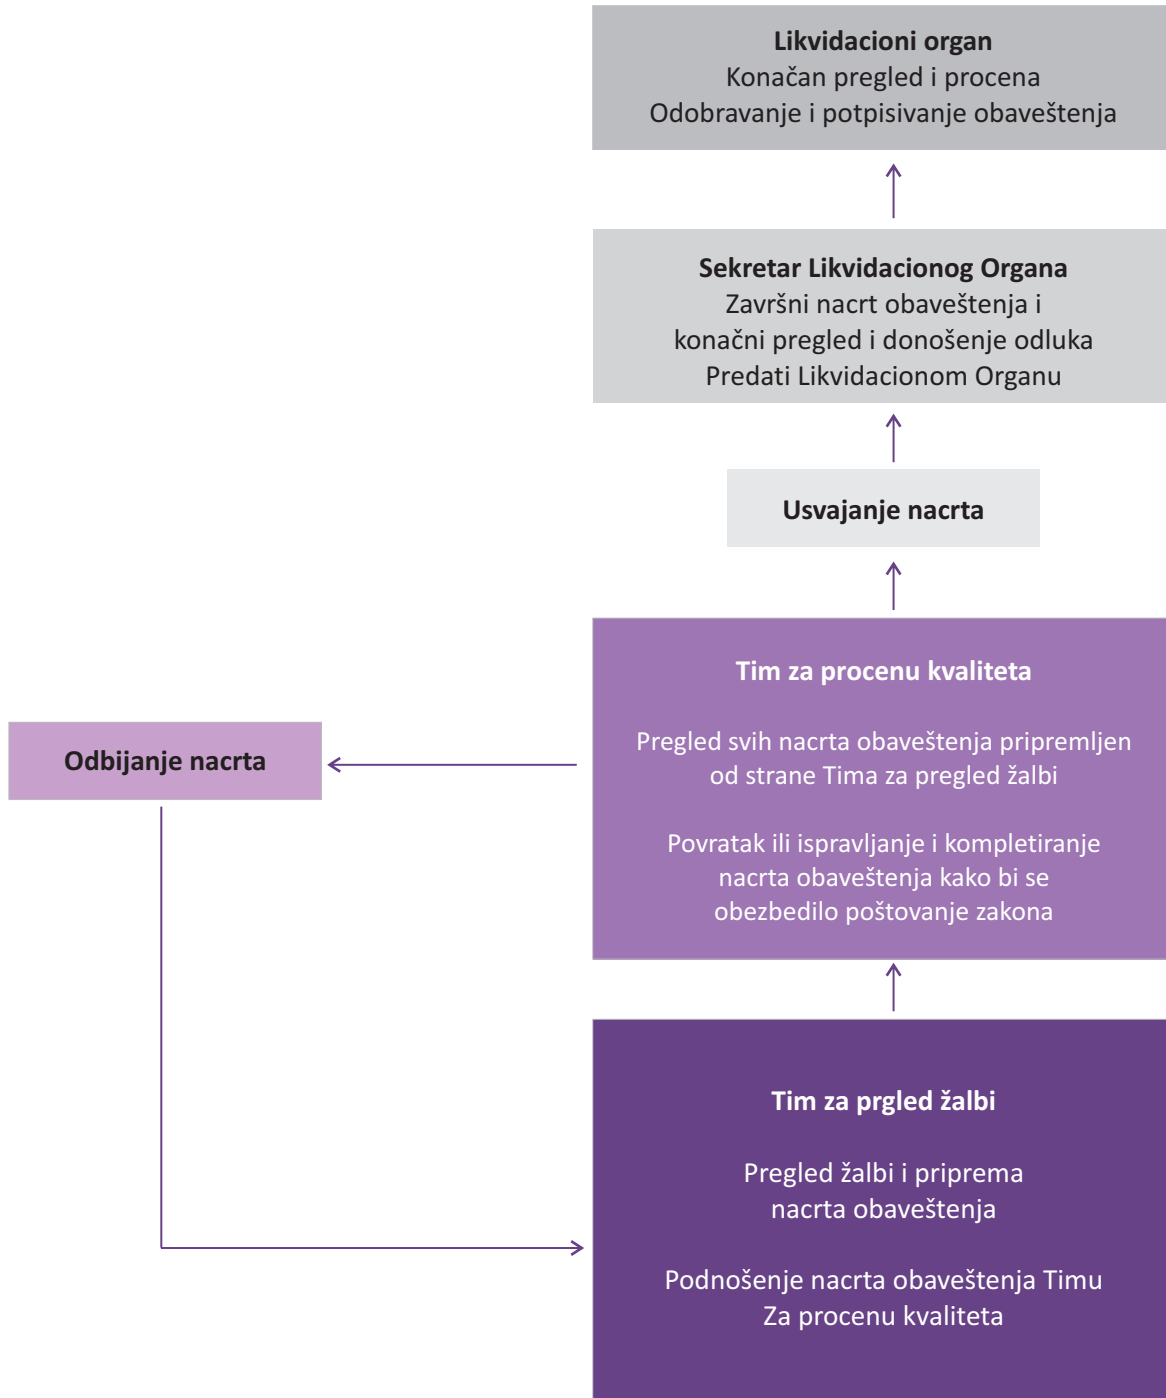 Likvidacioni organ
Konačan pregled i procena
Odobravanje i potpisivanje obaveštenja
Sekretar Likvidacionog Organa
Završni nacrt obaveštenja i
konačni pregled i donošenje odluka
Predati Likvidacionom Organu
Usvajanje nacrta
Tim za procenu kvaliteta
Pregled svih nacrta obaveštenja pripremljen
od strane Tima za pregled žalbi
Povratak ili ispravljanje i kompletiranje
nacrta obaveštenja kako bi se
obezbedilo poštovanje zakona
Odbijanje nacrta
Tim za prgled žalbi
Pregled žalbi i priprema
nacrta obaveštenja
Podnošenje nacrta obaveštenja Timu
Za procenu kvaliteta